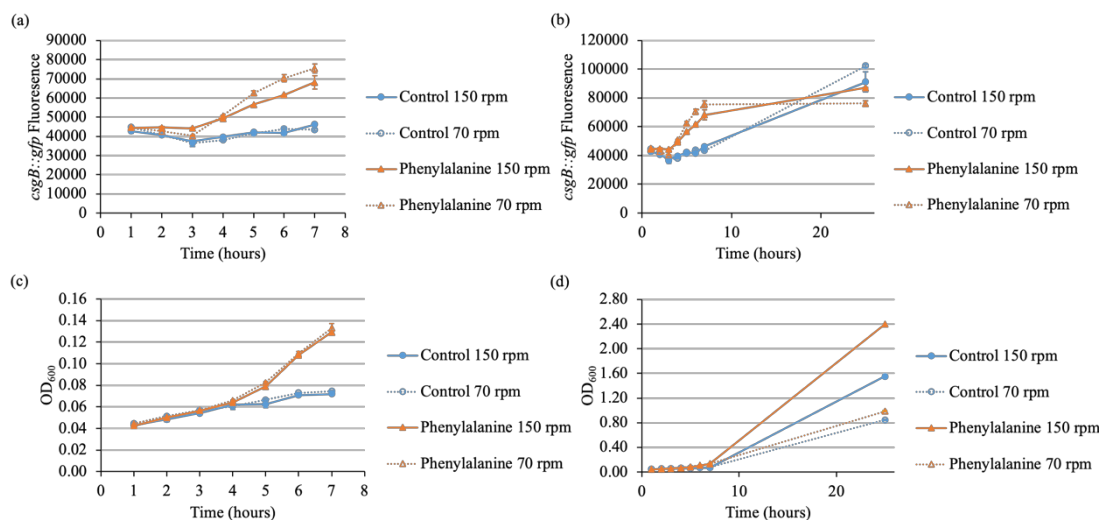 (a)
90000
80000
70000
60000
50000
40000
30000
20000
10000
0
csgB::gfp Fluoresence
0 1 2 3 4 5 6 7 8
Time (hours)
Control 150 rpm
Control 70 rpm
Phenylalanine 150 rpm
Phenylalanine 70 rpm
(b)
120000
100000
80000
60000
40000
20000
0
csgB::gfp Fluoresence
0 10 20
Time (hours)
Control 150 rpm
Control 70 rpm
Phenylalanine 150 rpm
Phenylalanine 70 rpm
(c)
0.16
0.14
0.12
0.10
0.08
0.06
0.04
0.02
0.00
OD600
0 1 2 3 4 5 6 7 8
Time (hours)
Control 150 rpm
Control 70 rpm
Phenylalanine 150 rpm
Phenylalanine 70 rpm
(d)
2.80
2.40
2.00
1.60
1.20
0.80
0.40
0.00
OD600
0 10 20
Time (hours)
Control 150 rpm
Control 70 rpm
Phenylalanine 150 rpm
Phenylalanine 70 rpm